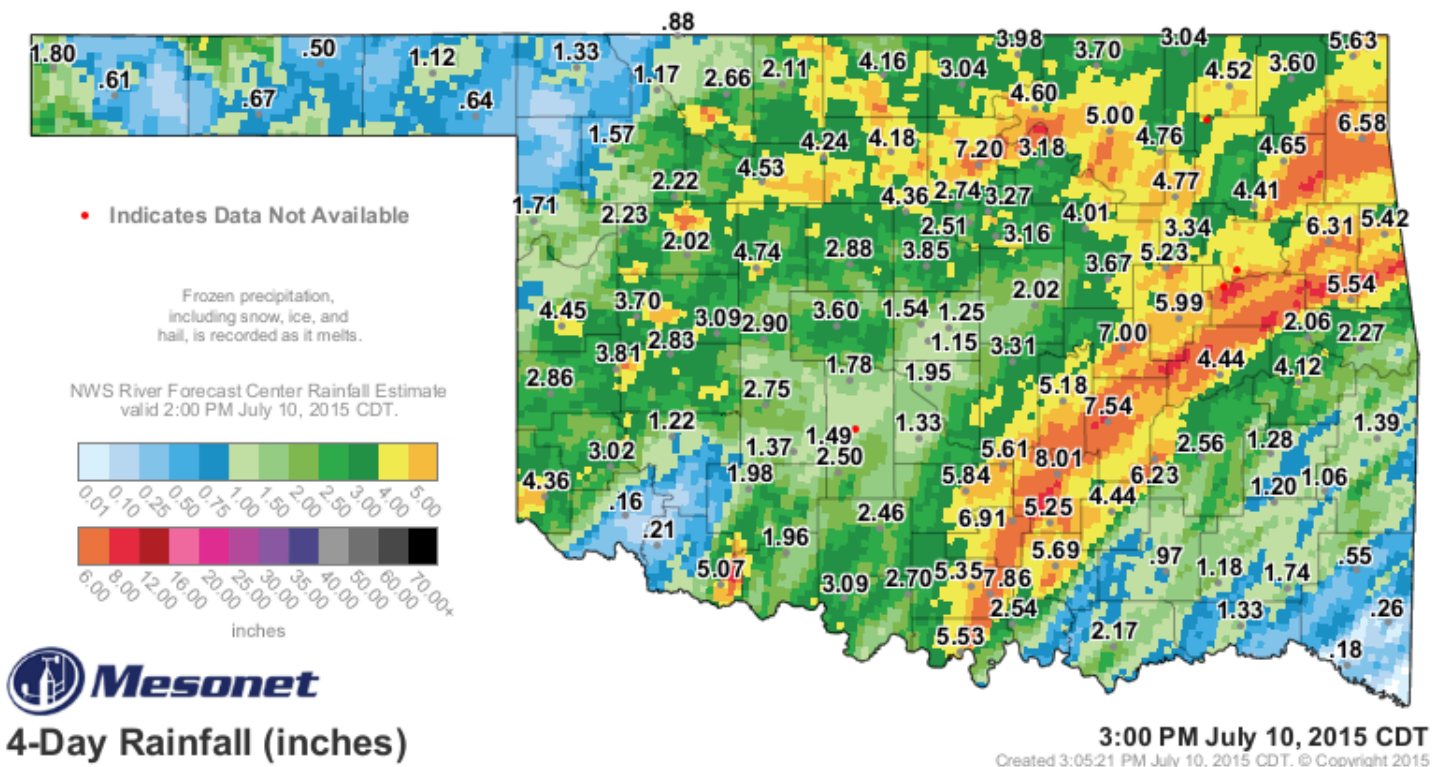 .88
1.80 .50 1.12 1.33 3.98 3.70 3.04 5.63
.61 1.17 2.66 2.11 4.16 3.04 4.52 3.60
.67 .64 4.60
1.57 4.24 4.18 7.20 3.18 5.00 4.76 4.65 6.58
2.22 4.53 4.36 2.74 3.27 4.77 4.41
1.71 2.23 4.01
Indicates Data Not Available
2.02 4.74 2.88 2.51 3.85 3.16 3.34 6.31 5.42
3.67 5.23
Frozen precipitation,
including snow, ice, and
hail, is recorded as it melts.
4.45 3.70 3.09 2.90 3.60 1.54 1.25 2.02 5.99 5.54
2.83 1.15 3.31 7.00 2.06 2.27
3.81 1.78 1.95 4.44 4.12
2.86 2.75 5.18
NWS River Forecast Center Rainfall Estimate
valid 2:00 PM July 10, 2015 CDT.
1.22 1.33 7.54 1.39
3.02 1.37 1.49 2.50 5.61 8.01 2.56 1.28
4.36 1.98 5.84 6.23 1.20 1.06
0.01 0.10 0.25 0.50 0.75 1.00 1.50 2.00 2.50 3.00 4.00 5.00
.16 2.46 6.91 5.25 4.44
.21 1.96 5.69 .97 .55
5.07 3.09 2.70 5.35 7.86 1.18 1.74
6.00 8.00 12.00 16.00 20.00 25.00 30.00 35.00 40.00 50.00 60.00 70.00+
inches
2.54 1.33 .26
5.53 2.17 .18
Mesonet
4-Day Rainfall (inches)
3:00 PM July 10, 2015 CDT
Created 3:05:21 PM July 10, 2015 CDT. © Copyright 2015